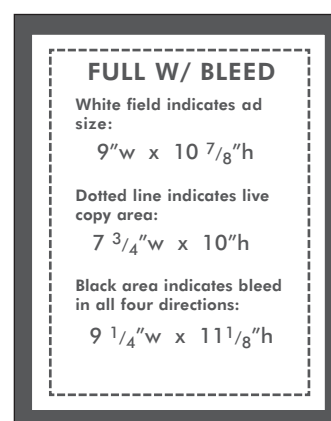 FULL W/ BLEED
White field indicates ad
size:
9"w x 10 7/8"h
Dotted line indicates live
copy area:
7 3/4"w x 10"h
Black area indicates bleed
in all four directions:
9 1/4"w x 11 1/8"h